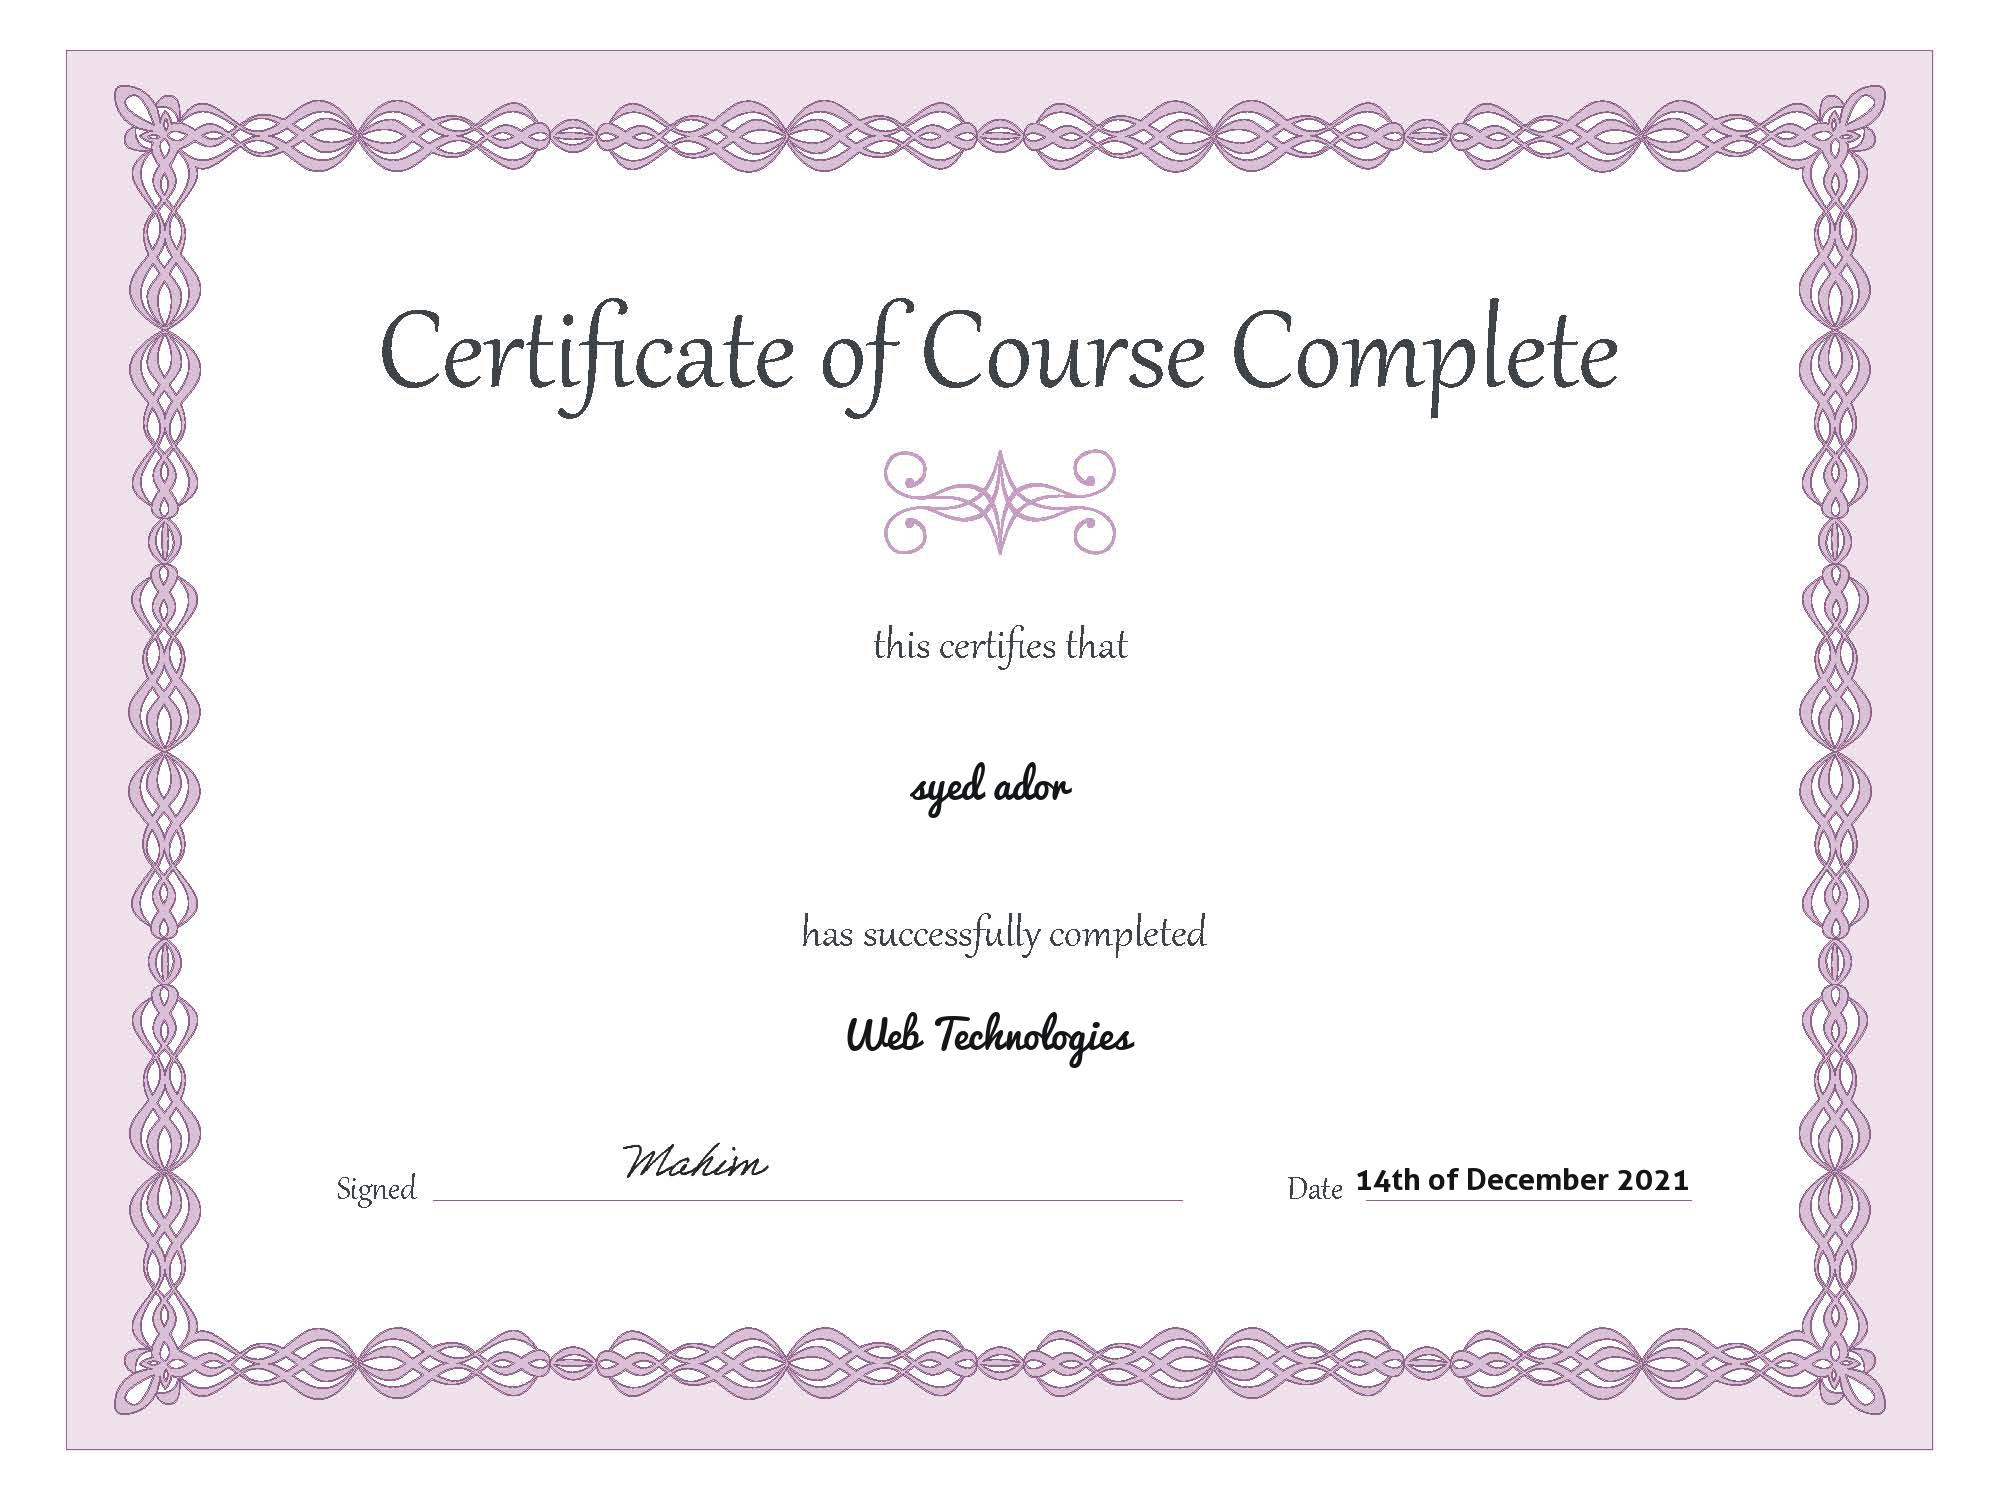 Certificate of Course Complete
this certifies that
syed ador
has successfully completed
Web Technologies
Signed Mahim Date 14th of December 2021